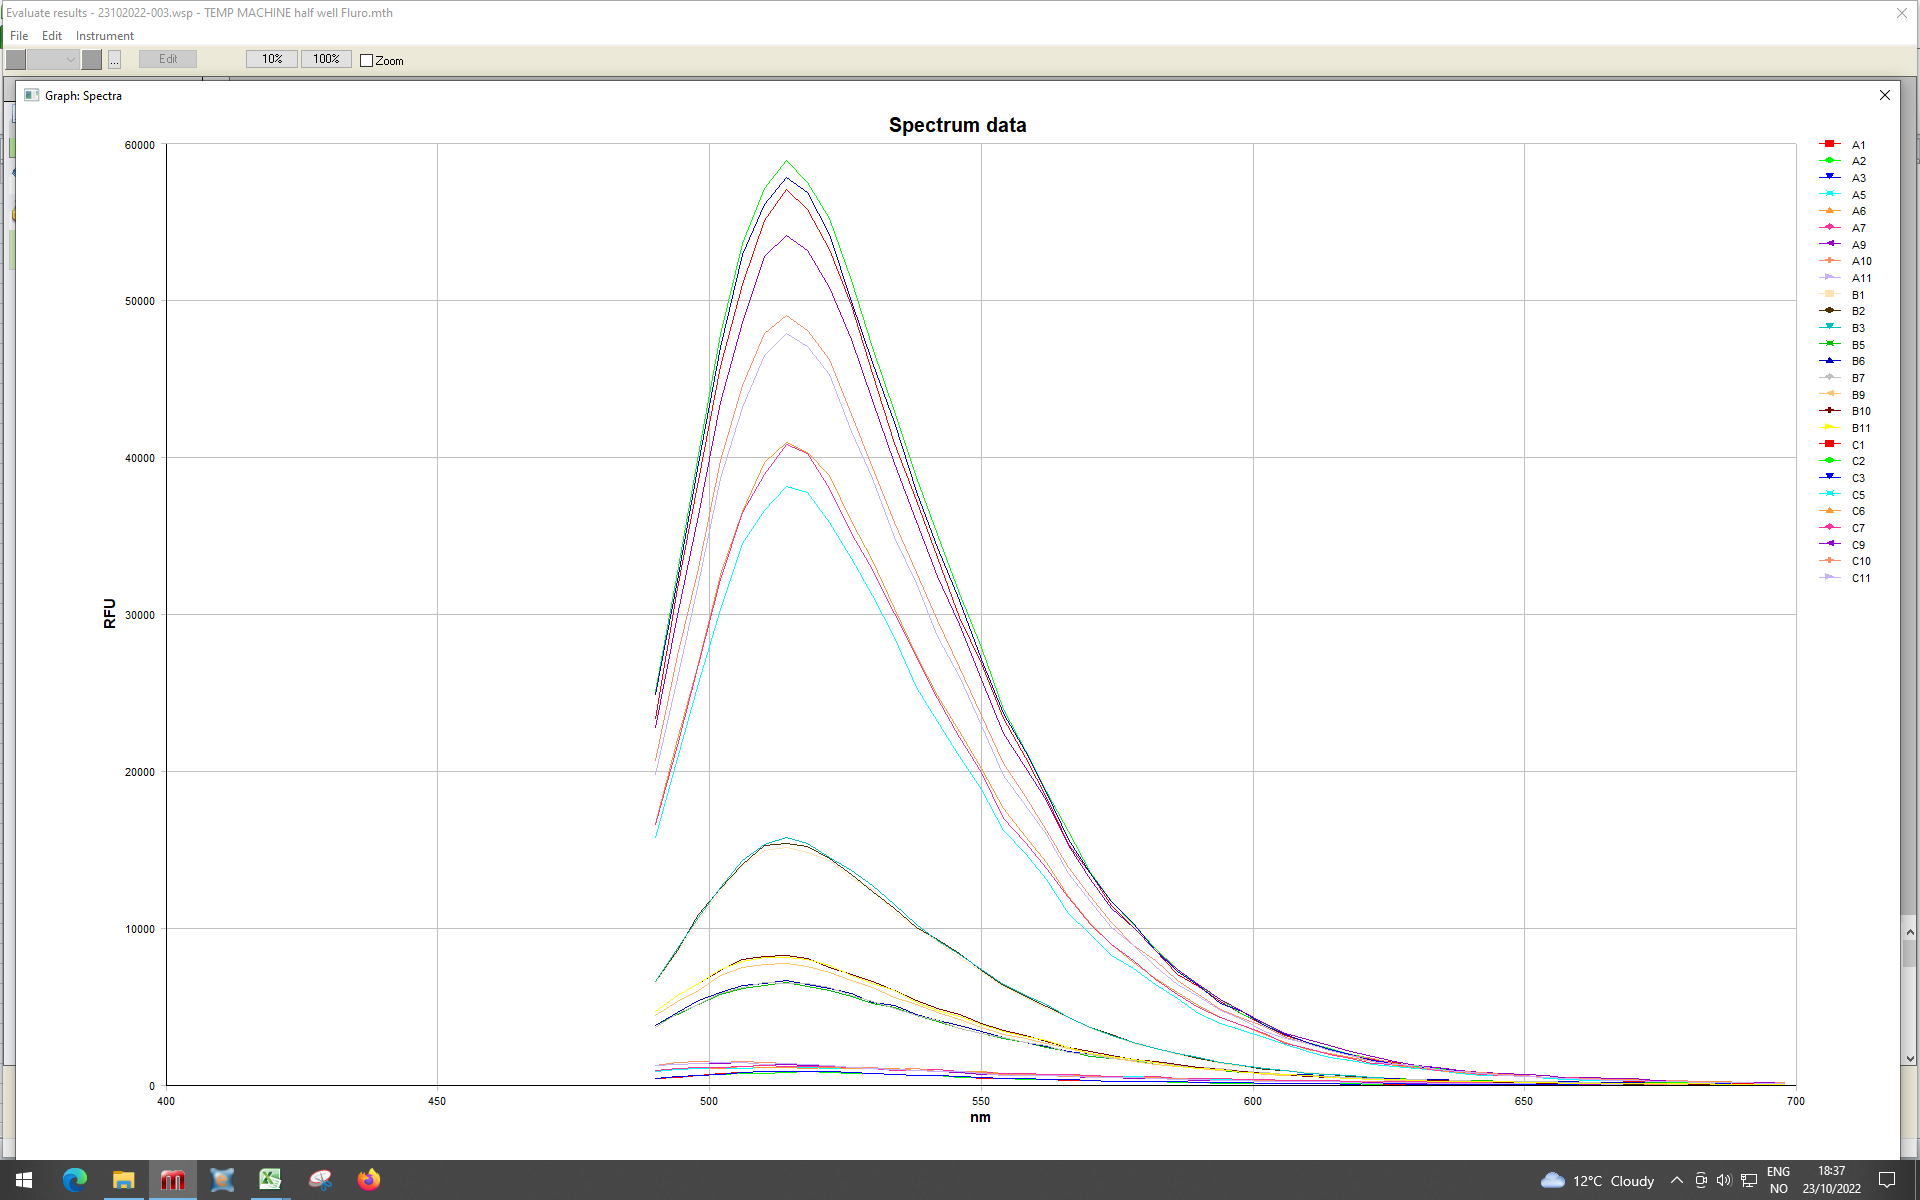 Evaluate results - 23102022-003.wsp - TEMP MACHINE half well Fluro.mth
File Edit Instrument
... Edit 10% 100% Zoom
Graph: Spectra
Spectrum data
60000
50000
40000
30000
20000
10000
0
RFU
400 450 500 550 600 650 700
nm
A1
A2
A3
A5
A6
A7
A9
A10
A11
B1
B2
B3
B5
B6
B7
B9
B10
B11
C1
C2
C3
C5
C6
C7
C9
C10
C11
12°C Cloudy
ENG
NO
18:37
23/10/2022